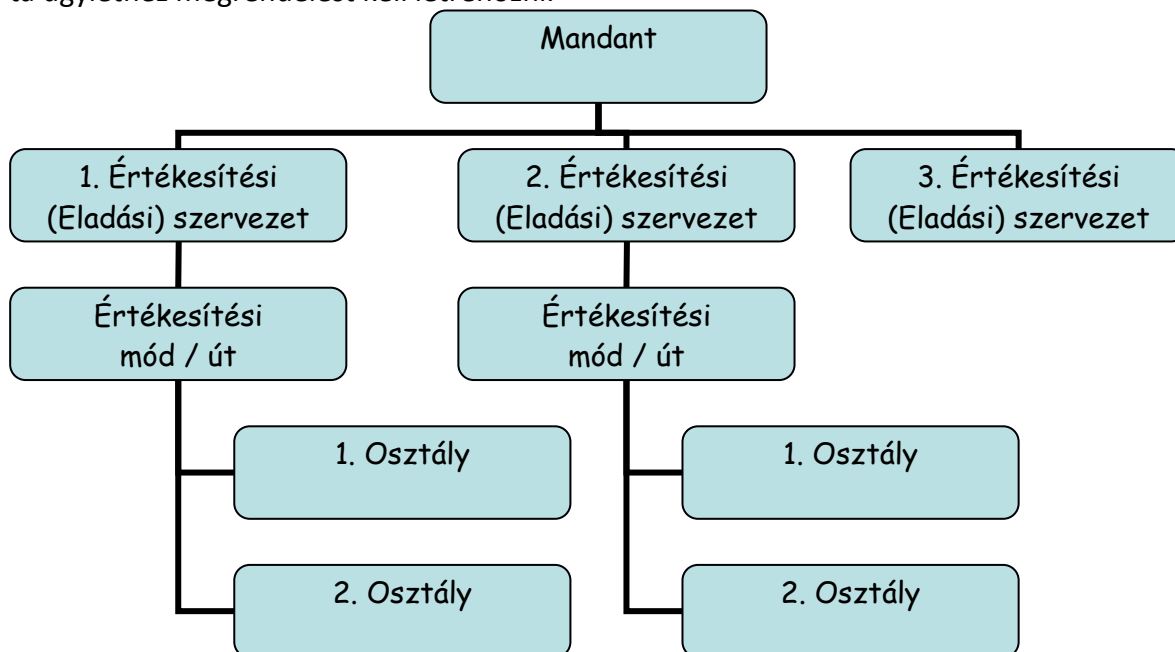 Mandant
1. Értékesítési
(Eladási) szervezet
2. Értékesítési
(Eladási) szervezet
3. Értékesítési
(Eladási) szervezet
Értékesítési
mód / út
Értékesítési
mód / út
1. Osztály
1. Osztály
2. Osztály
2. Osztály